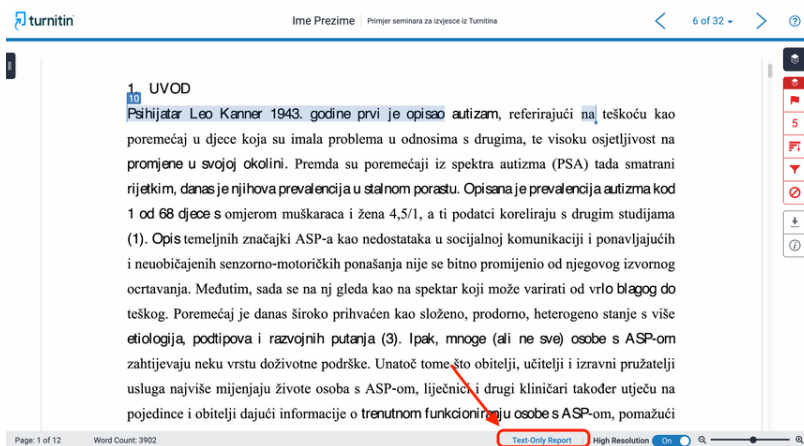 turnitin
Ime Prezime Primjer seminara za izvjesce iz Turnitina
6 of 32
1. UVOD
10
Psihijatar Leo Kanner 1943. godine prvi je opisao autizam, referirajući na teškoću kao
poremećaj u djece koja su imala problema u odnosima s drugima, te visoku osjetljivost na
promjene u svojoj okolini. Premda su poremećaji iz spektra autizma (PSA) tada smatrani
rijetkim, danas je njihova prevalencija u stalnom porastu. Opisana je prevalencija autizma kod
1 od 68 djece s omjerom muškaraca i žena 4,5/1, a ti podatci koreliraju s drugim studijama
(1). Opis temeljnih značajki ASP-a kao nedostataka u socijalnoj komunikaciji i ponavljajućih
i neuobičajenih senzorno-motoričkih ponašanja nije se bitno promijenio od njegovog izvornog
ocrtavanja. Međutim, sada se na nj gleda kao na spektar koji može varirati od vrlo blagog do
teškog. Poremećaj je danas široko prihvaćen kao složeno, prodorno, heterogeno stanje s više
etiologija, podtipova i razvojnih putanja (3). Ipak, mnoge (ali ne sve) osobe s ASP-om
zahtijevaju neku vrstu doživotne podrške. Unatoč tome što obitelji, učitelji i izravni pružatelji
usluga najviše mijenjaju živote osoba s ASP-om, liječnici i drugi kliničari također utječu na
pojedince i obitelji dajući informacije o trenutnom funkcioniranju osobe s ASP-om, pomažući
5
Page: 1 of 12 Word Count: 3902 Text-Only Report High Resolution On